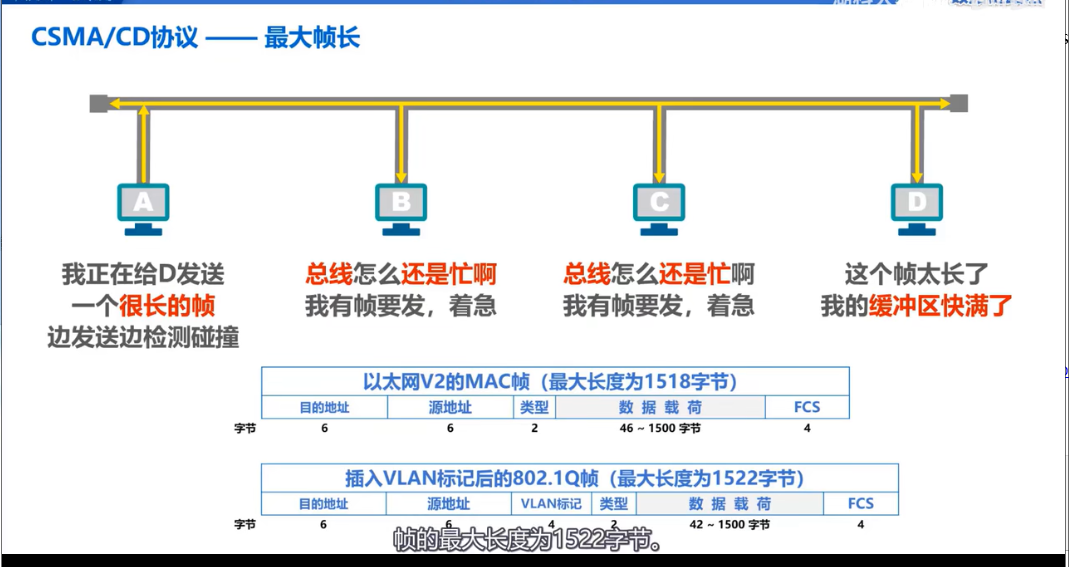 CSMA/CD协议 —— 最大帧长
A
B
C
D
我正在给D发送
一个很长的帧
边发送边检测碰撞
总线怎么还是忙啊
我有帧要发，着急
总线怎么还是忙啊
我有帧要发，着急
这个帧太长了
我的缓冲区快满了
以太网V2的MAC帧（最大长度为1518字节）
目的地址 源地址 类型 数据载荷 FCS
字节 6 6 2 46 ~ 1500 字节 4
插入VLAN标记后的802.1Q帧（最大长度为1522字节）
目的地址 源地址 VLAN标记 类型 数据载荷 FCS
字节 6 6 4 2 42 ~ 1500 字节 4
帧的最大长度为1522字节。